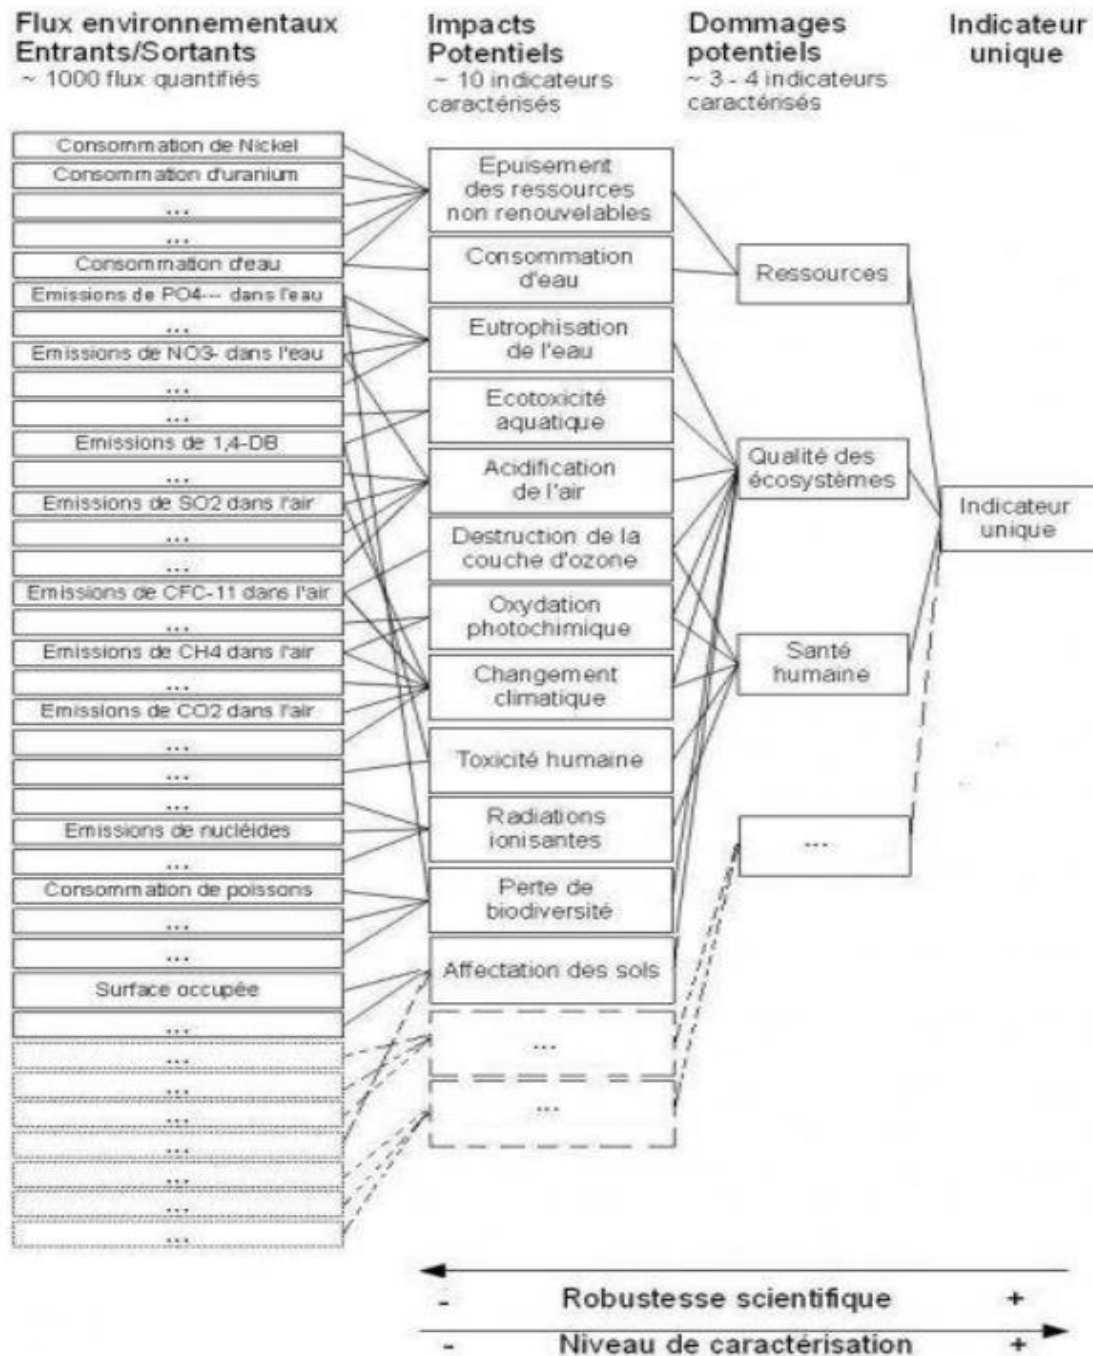 Flux environnementaux
Entrants/Sortants
~ 1000 flux quantifiés
Impacts
Potentiels
~ 10 indicateurs
caractérisés
Dommages
potentiels
~ 3 - 4 indicateurs
caractérisés
Indicateur
unique
Consommation de Nickel
Consommation d'uranium
...
...
Consommation d'eau
Emissions de PO4--- dans l'eau
...
Emissions de NO3- dans l'eau
...
...
Emissions de 1,4-DB
...
Emissions de SO2 dans l'air
...
...
Emissions de CFC-11 dans l'air
...
Emissions de CH4 dans l'air
...
Emissions de CO2 dans l'air
...
...
...
Emissions de nucléides
...
Consommation de poissons
...
...
Surface occupée
...
...
...
...
...
...
...
...
Epuisement
des ressources
non renouvelables
Consommation
d'eau
Eutrophisation
de l'eau
Ecotoxicité
aquatique
Acidification
de l'air
Destruction de la
couche d'ozone
Oxydation
photochimique
Changement
climatique
Toxicité humaine
Radiations
ionisantes
Perte de
biodiversité
Affectation des sols
...
...
Ressources
Qualité des
écosystèmes
Santé
humaine
...
Indicateur
unique
- Robustesse scientifique +
- Niveau de caractérisation +